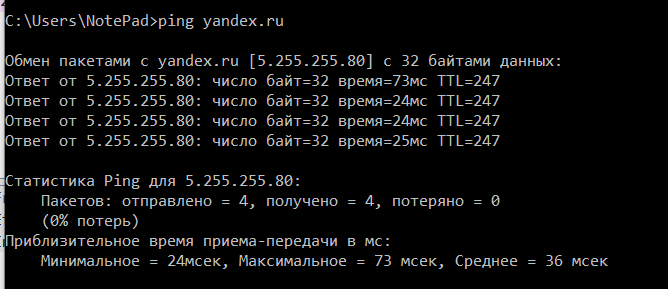 C:\Users\NotePad>ping yandex.ru
Обмен пакетами с yandex.ru [5.255.255.80] с 32 байтами данных:
Ответ от 5.255.255.80: число байт=32 время=73мс TTL=247
Ответ от 5.255.255.80: число байт=32 время=24мс TTL=247
Ответ от 5.255.255.80: число байт=32 время=24мс TTL=247
Ответ от 5.255.255.80: число байт=32 время=25мс TTL=247
Статистика Ping для 5.255.255.80:
Пакетов: отправлено = 4, получено = 4, потеряно = 0
(0% потерь)
Приблизительное время приема-передачи в мс:
Минимальное = 24мсек, Максимальное = 73 мсек, Среднее = 36 мсек